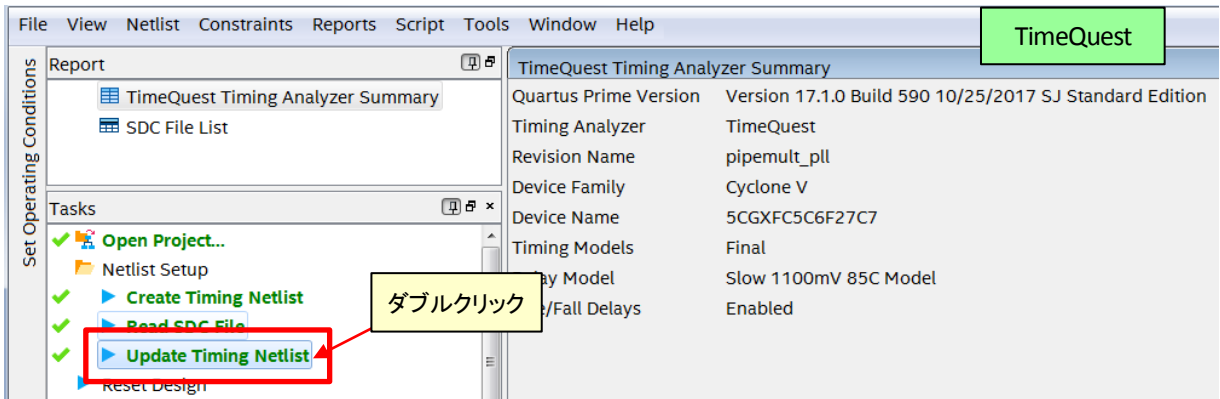 File View Netlist Constraints Reports Script Tools Window Help
TimeQuest
Set Operating Conditions
Report
TimeQuest Timing Analyzer Summary
SDC File List
Tasks
Open Project...
Netlist Setup
Create Timing Netlist
Read SDC File
Update Timing Netlist
Reset Design
ダブルクリック
TimeQuest Timing Analyzer Summary
Quartus Prime Version Version 17.1.0 Build 590 10/25/2017 SJ Standard Edition
Timing Analyzer TimeQuest
Revision Name pipemult_pll
Device Family Cyclone V
Device Name 5CGXFC5C6F27C7
Timing Models Final
Model Slow 1100mV 85C Model
/Fall Delays Enabled